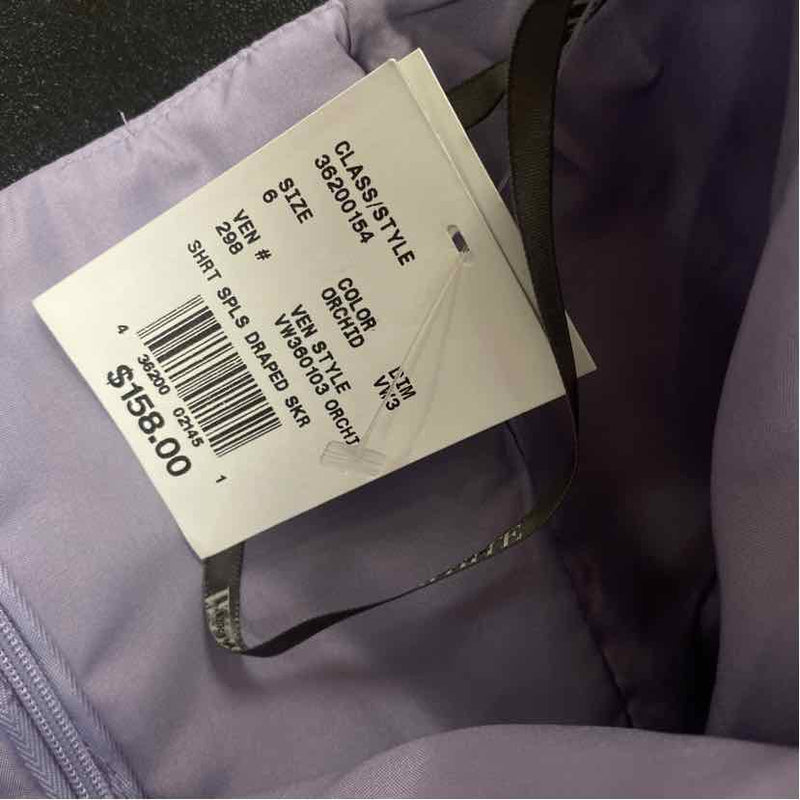 CLASS/STYLE
36200154
SIZE
6
COLOR
ORCHID
VEN #
298
VEN STYLE
VW360103 ORCHI
VW3
SHRT SPLS DRAPED SKR
4 36200 02145 1
$158.00